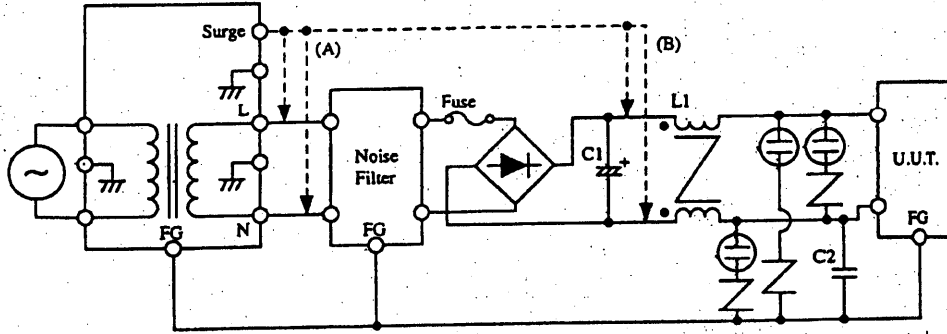 Surge
(A)
(B)
L
Fuse
L1
Noise
Filter
C1
+
U.U.T.
N
FG
FG
FG
C2